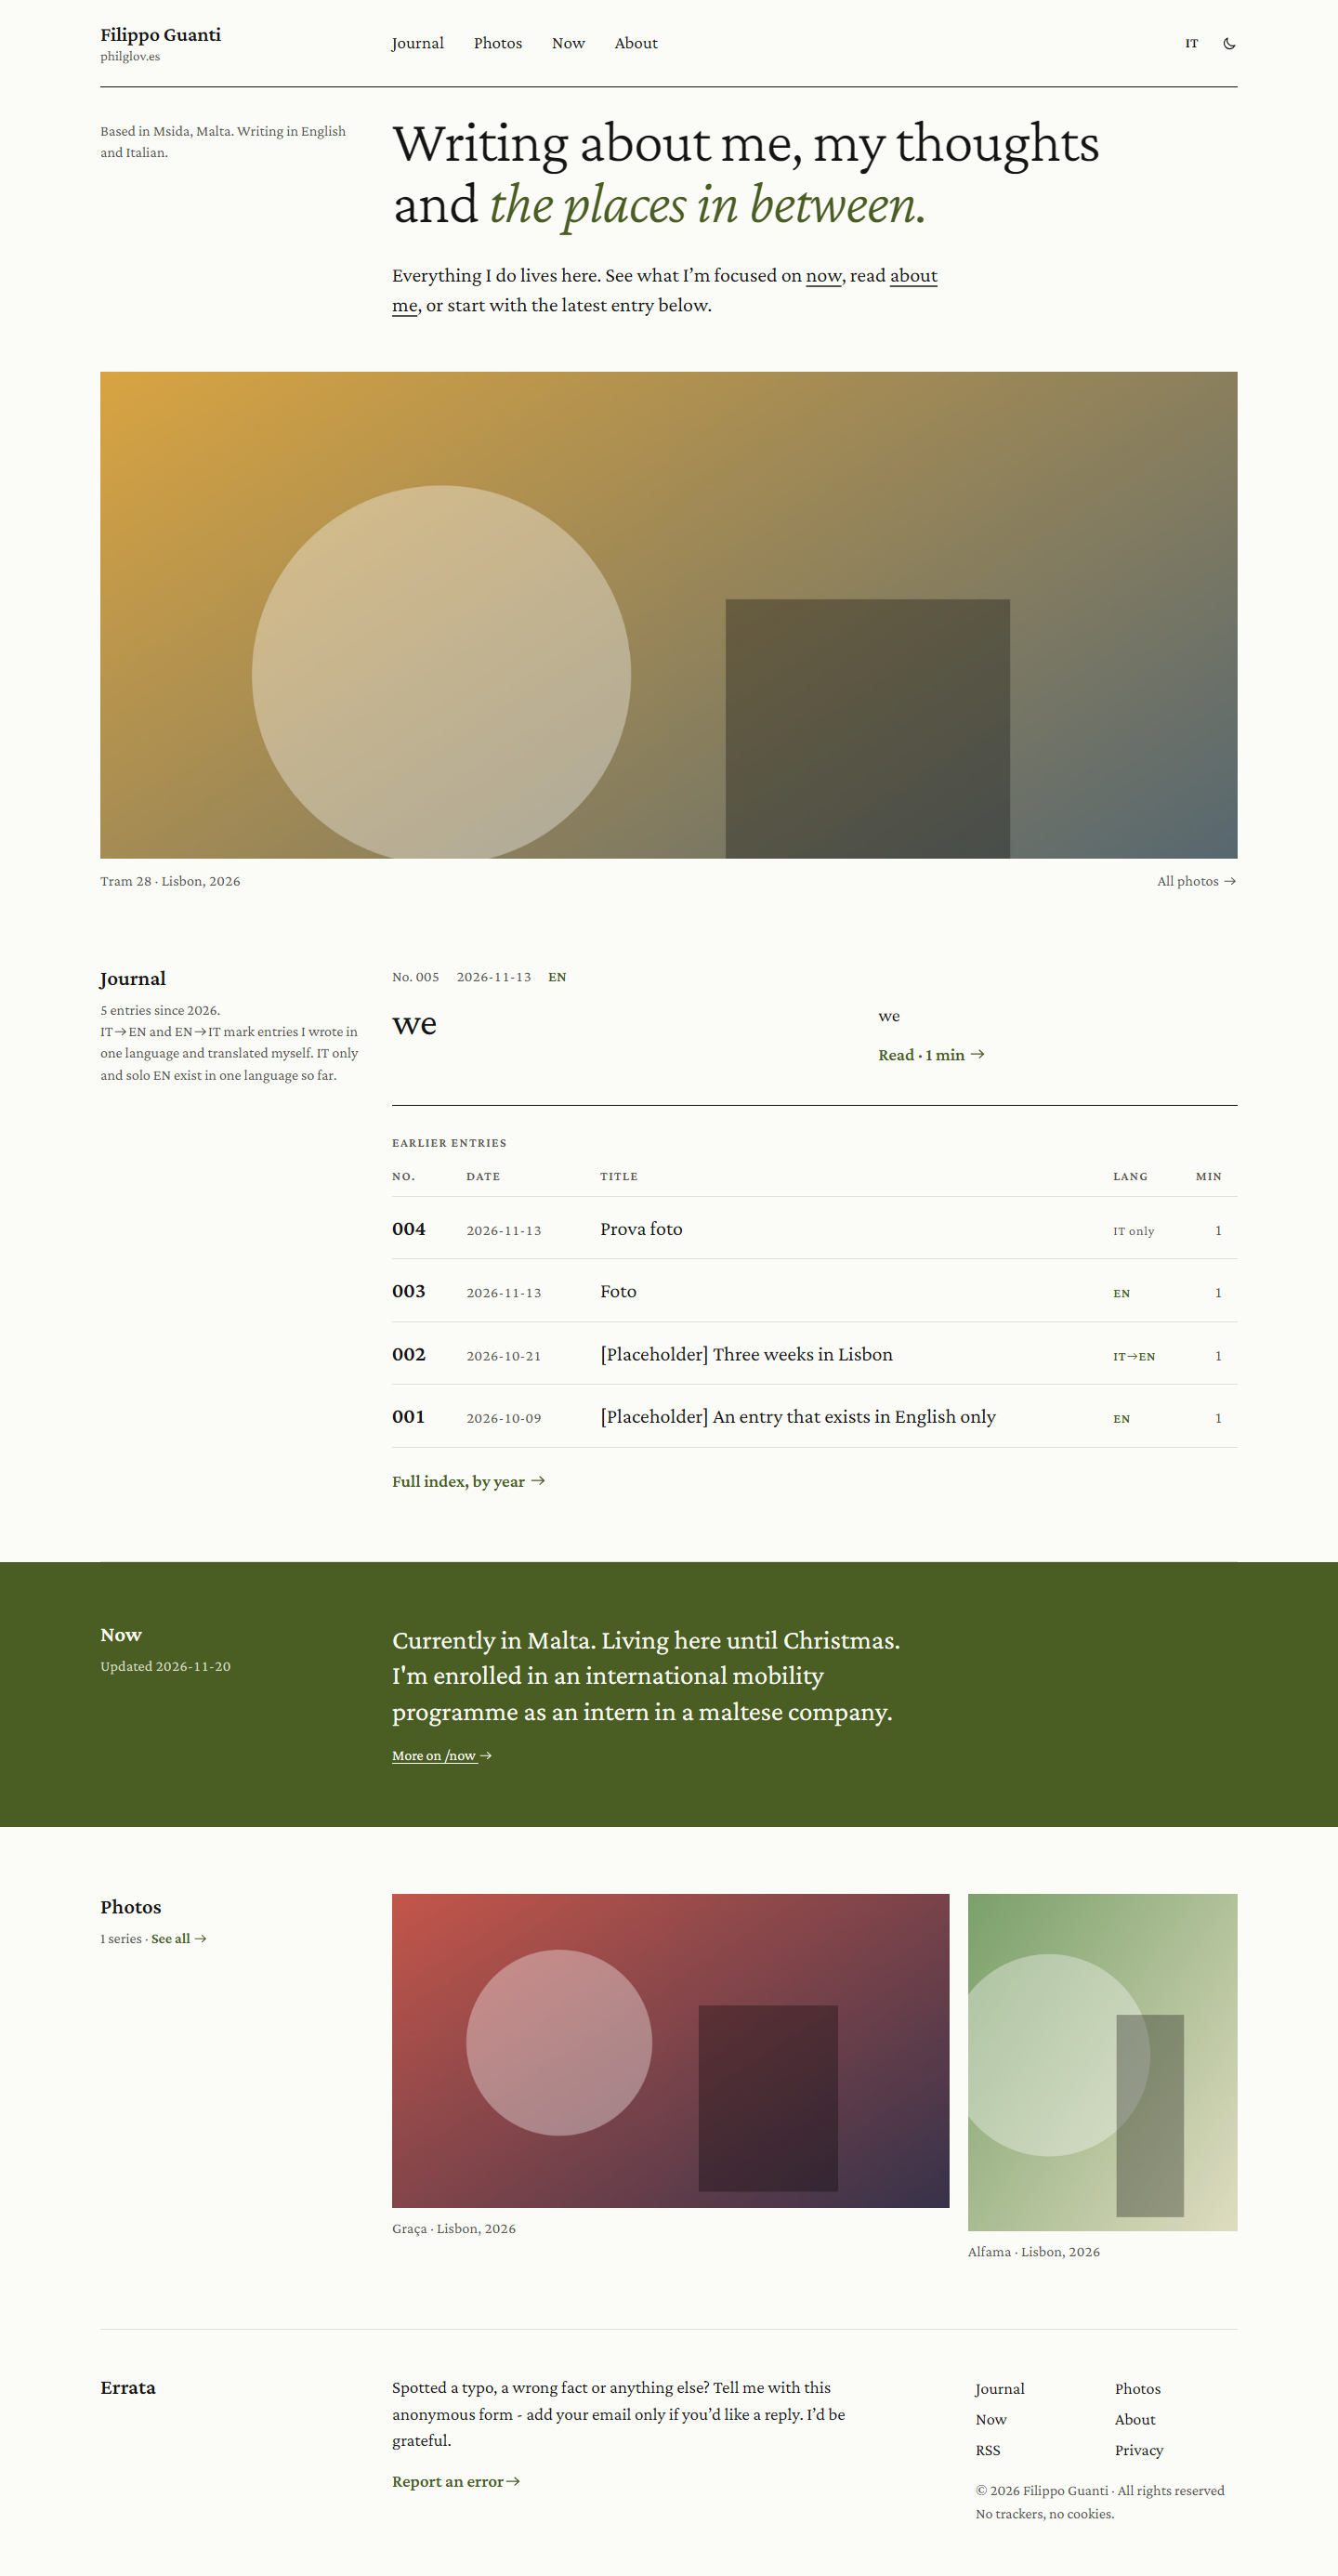 Filippo Guanti
philglov.es
Journal Photos Now About
IT
Based in Msida, Malta. Writing in English
and Italian.
Writing about me, my thoughts
and the places in between.
Everything I do lives here. See what I’m focused on now, read about
me, or start with the latest entry below.
Tram 28 · Lisbon, 2026
All photos →
Journal
5 entries since 2026.
IT→EN and EN→IT mark entries I wrote in
one language and translated myself. IT only
and solo EN exist in one language so far.
No. 005 2026-11-13 EN
we
we
Read · 1 min →
EARLIER ENTRIES
NO. DATE TITLE LANG MIN
004 2026-11-13 Prova foto IT only 1
003 2026-11-13 Foto EN 1
002 2026-10-21 [Placeholder] Three weeks in Lisbon IT→EN 1
001 2026-10-09 [Placeholder] An entry that exists in English only EN 1
Full index, by year →
Now
Updated 2026-11-20
Currently in Malta. Living here until Christmas.
I'm enrolled in an international mobility
programme as an intern in a maltese company.
More on /now →
Photos
1 series · See all →
Graça · Lisbon, 2026
Alfama · Lisbon, 2026
Errata
Spotted a typo, a wrong fact or anything else? Tell me with this
anonymous form - add your email only if you’d like a reply. I’d be
grateful.
Report an error→
Journal Photos
Now About
RSS Privacy
© 2026 Filippo Guanti · All rights reserved
No trackers, no cookies.